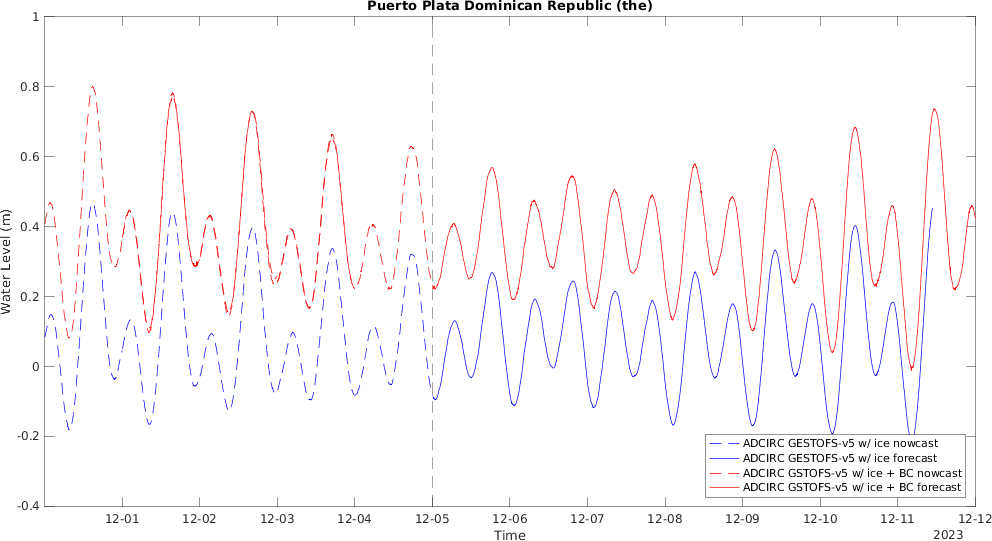 Puerto Plata Dominican Republic (the)
1
0.8
0.6
0.4
0.2
0
-0.2
-0.4
Water Level (m)
ADCIRC GESTOFS-v5 w/ ice nowcast
ADCIRC GESTOFS-v5 w/ ice forecast
ADCIRC GSTOFS-v5 w/ ice + BC nowcast
ADCIRC GSTOFS-v5 w/ ice + BC forecast
12-01 12-02 12-03 12-04 12-05 12-06 12-07 12-08 12-09 12-10 12-11 12-12
Time
2023